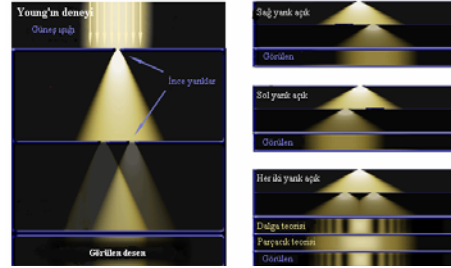 Young'ın deneyi
Güneş ışığı
İnce yarıklar
Görülen desen
Sağ yarık açık
Görülen
Sol yarık açık
Görülen
Her iki yarık açık
Dalga teorisi
Parçacık teorisi
Görülen